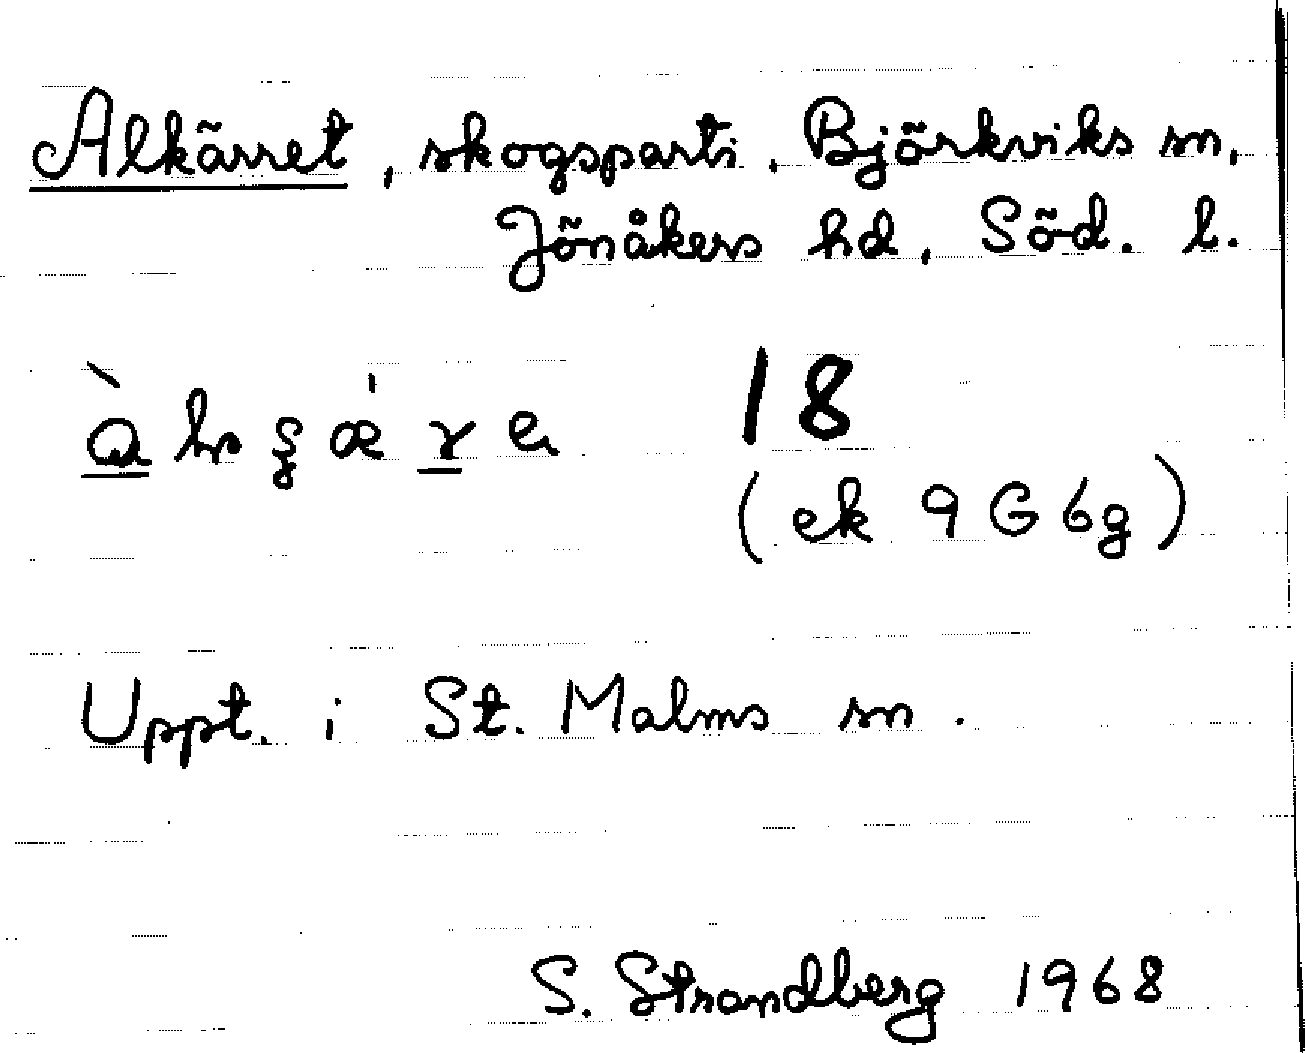 Alkärret, skogsparti, Björkviks sn,
Jönåkers hd, Söd. l.
18
(ek 9G6g)
Uppt. i St. Malms sn.
S. Strandberg 1968